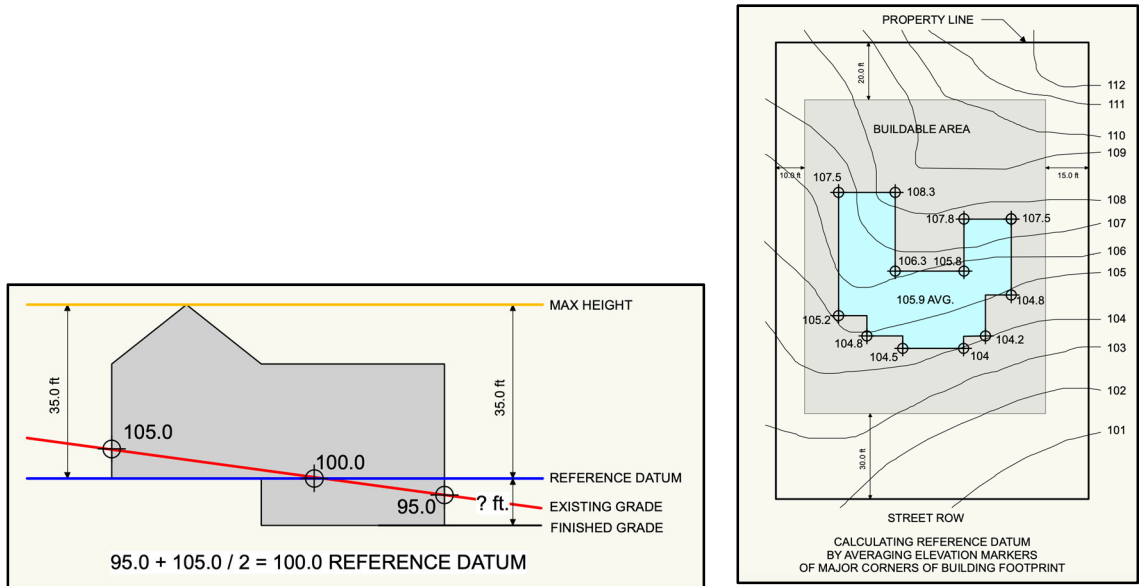 MAX HEIGHT
35.0 ft
35.0 ft
105.0
100.0
REFERENCE DATUM
95.0
? ft.
EXISTING GRADE
FINISHED GRADE
95.0 + 105.0 / 2 = 100.0 REFERENCE DATUM
PROPERTY LINE
20.0 ft
112
111
BUILDABLE AREA
110
109
10.0 ft
15.0 ft
107.5
108.3
108
107.8
107.5
107
106
106.3
105.8
105
105.9 AVG.
104.8
105.2
104
104.8
104.2
104.5
104
103
102
101
30.0 ft
STREET ROW
CALCULATING REFERENCE DATUM
BY AVERAGING ELEVATION MARKERS
OF MAJOR CORNERS OF BUILDING FOOTPRINT